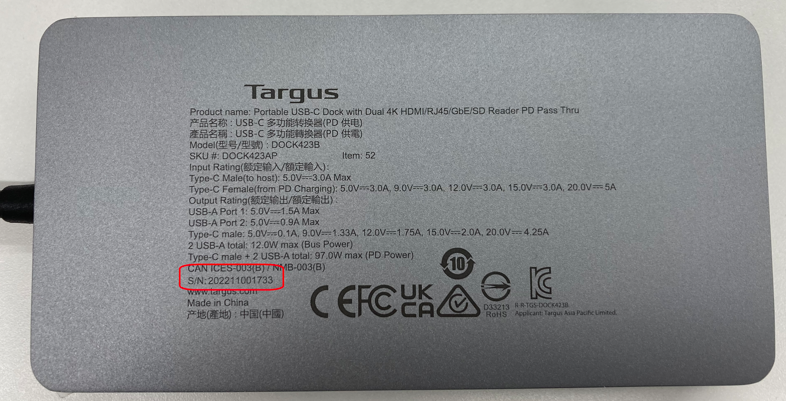 Targus
Product name: Portable USB-C Dock with Dual 4K HDMI/RJ45/GbE/SD Reader PD Pass Thru
产品名称 : USB-C 多功能转换器(PD 供电)
產品名稱 : USB-C 多功能轉換器(PD 供電)
Model(型号/型號) : DOCK423B
SKU #: DOCK423AP Item: 52
Input Rating(额定输入/額定輸入) :
Type-C Male(to host): 5.0V⎓3.0A Max
Type-C Female(from PD Charging): 5.0V⎓3.0A, 9.0V⎓3.0A, 12.0V⎓3.0A, 15.0V⎓3.0A, 20.0V⎓5A
Output Rating(额定输出/額定輸出) :
USB-A Port 1: 5.0V⎓1.5A Max
USB-A Port 2: 5.0V⎓0.9A Max
Type-C male: 5.0V⎓0.1A, 9.0V⎓1.33A, 12.0V⎓1.75A, 15.0V⎓2.0A, 20.0V⎓4.25A
2 USB-A total: 12.0W max (Bus Power)
Type-C male + 2 USB-A total: 97.0W max (PD Power)
CAN ICES-003(B) / NMB-003(B)
S/N: 202211001733
www.targus.com
Made in China
产地(產地) : 中国(中國)
10
CE FC UK CA
D33213
RoHS
R-R-TGS-DOCK423B
Applicant: Targus Asia Pacific Limited.